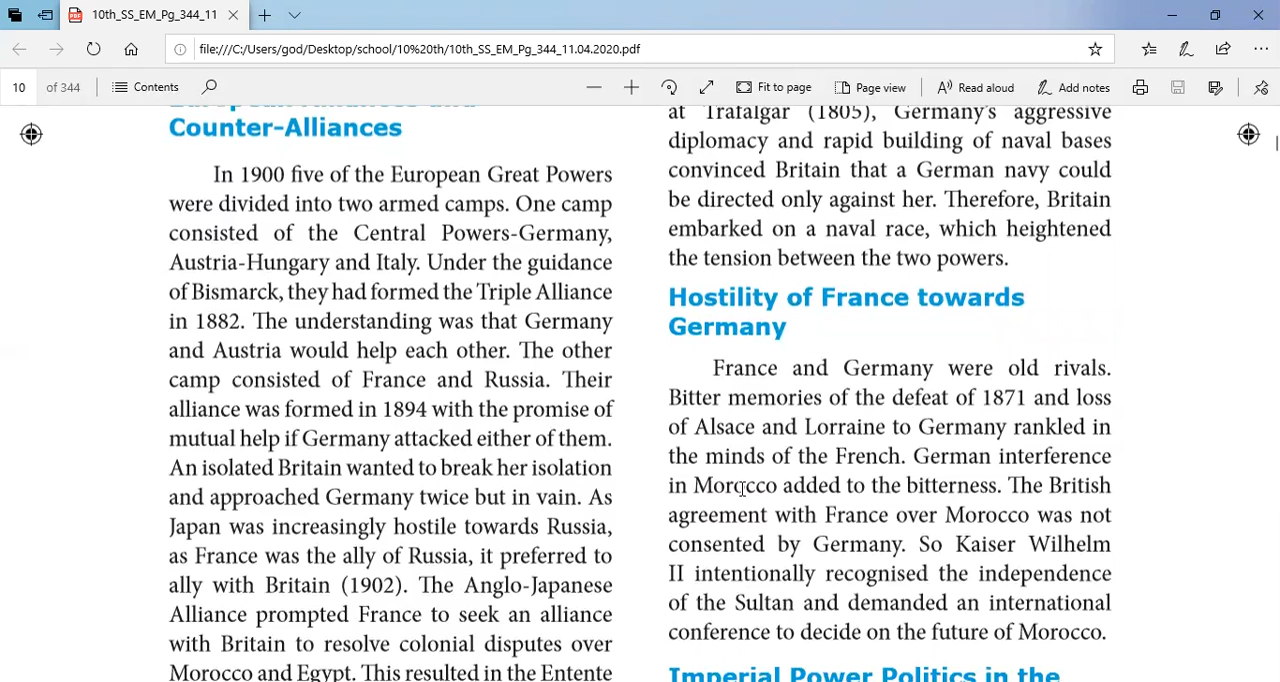 10th_SS_EM_Pg_344_11
file:///C:/Users/god/Desktop/school/10%20th/10th_SS_EM_Pg_344_11.04.2020.pdf
10 of 344 Contents Fit to page Page view Read aloud Add notes
European Alliances and
Counter-Alliances
In 1900 five of the European Great Powers
were divided into two armed camps. One camp
consisted of the Central Powers-Germany,
Austria-Hungary and Italy. Under the guidance
of Bismarck, they had formed the Triple Alliance
in 1882. The understanding was that Germany
and Austria would help each other. The other
camp consisted of France and Russia. Their
alliance was formed in 1894 with the promise of
mutual help if Germany attacked either of them.
An isolated Britain wanted to break her isolation
and approached Germany twice but in vain. As
Japan was increasingly hostile towards Russia,
as France was the ally of Russia, it preferred to
ally with Britain (1902). The Anglo-Japanese
Alliance prompted France to seek an alliance
with Britain to resolve colonial disputes over
Morocco and Egypt. This resulted in the Entente
at Trafalgar (1805), Germany's aggressive
diplomacy and rapid building of naval bases
convinced Britain that a German navy could
be directed only against her. Therefore, Britain
embarked on a naval race, which heightened
the tension between the two powers.
Hostility of France towards
Germany
France and Germany were old rivals.
Bitter memories of the defeat of 1871 and loss
of Alsace and Lorraine to Germany rankled in
the minds of the French. German interference
in Morocco added to the bitterness. The British
agreement with France over Morocco was not
consented by Germany. So Kaiser Wilhelm
II intentionally recognised the independence
of the Sultan and demanded an international
conference to decide on the future of Morocco.
Imperial Power Politics in the